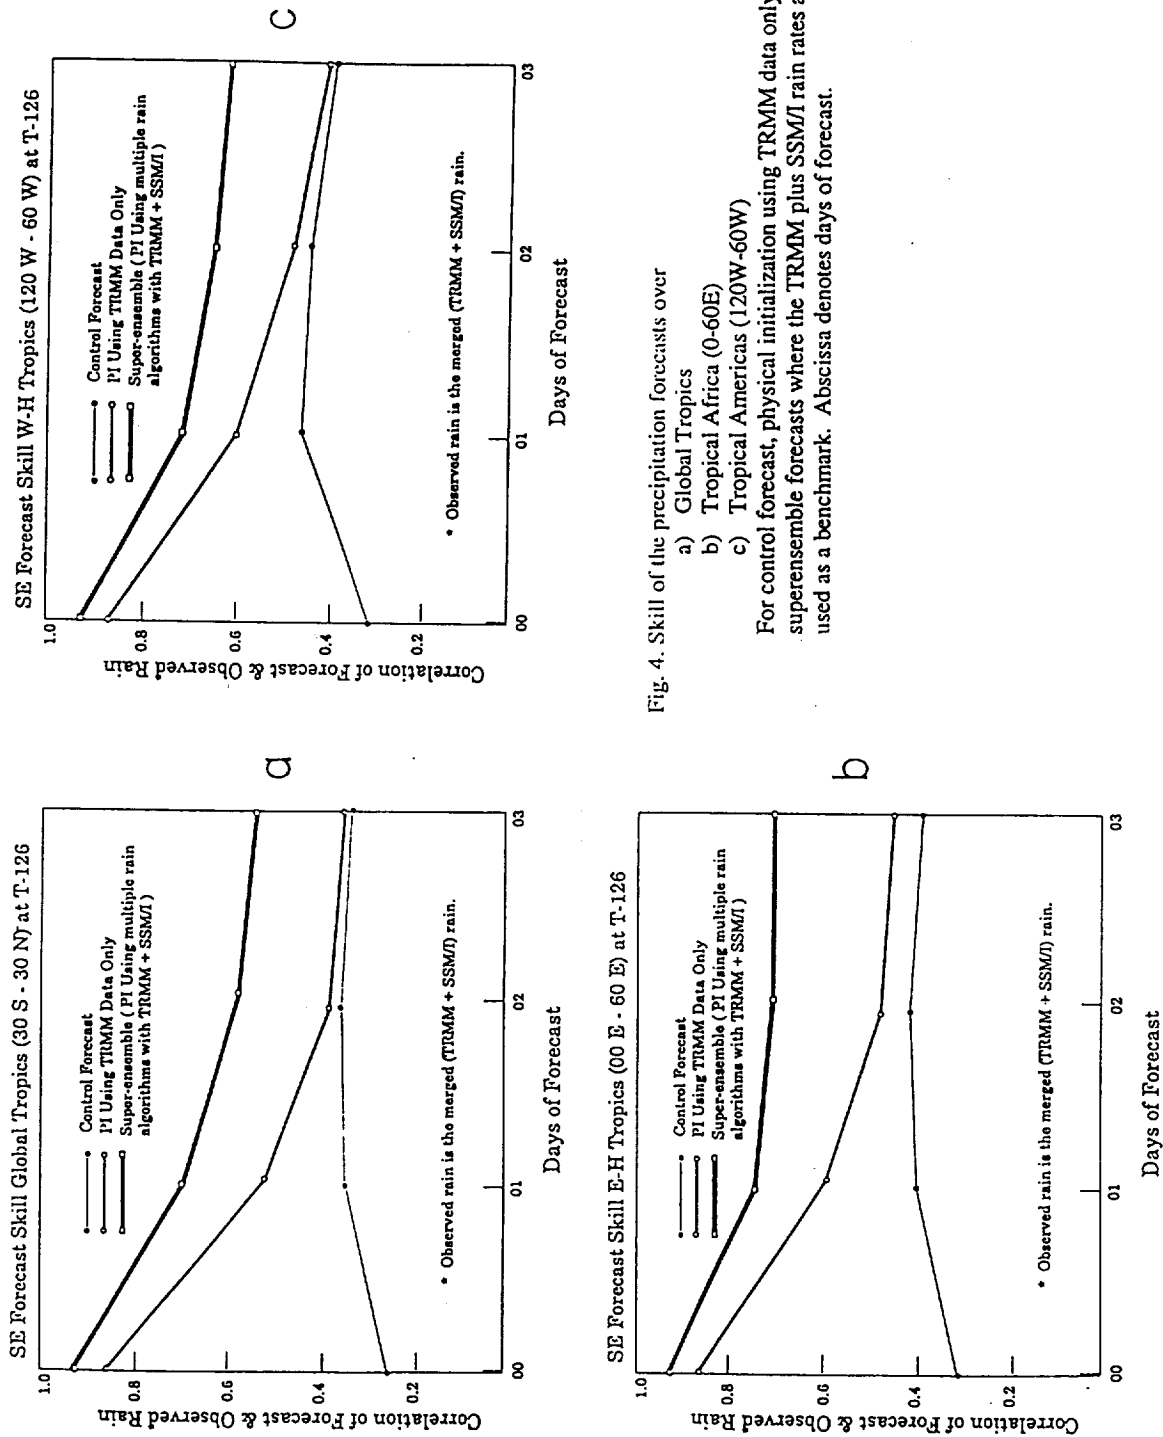 SE Forecast Skill Global Tropics (30 S - 30 N) at T-126
Correlation of Forecast & Observed Rain
1.0
0.8
0.6
0.4
0.2
Control Forecast
PI Using TRMM Data Only
Super-ensemble ( PI Using multiple rain
algorithms with TRMM + SSM/I )
* Observed rain is the merged (TRMM + SSM/I) rain.
00
01
02
03
Days of Forecast
a
SE Forecast Skill E-H Tropics (00 E - 60 E) at T-126
Correlation of Forecast & Observed Rain
1.0
0.8
0.6
0.4
0.2
Control Forecast
PI Using TRMM Data Only
Super-ensemble ( PI Using multiple rain
algorithms with TRMM + SSM/I )
* Observed rain is the merged (TRMM + SSM/I) rain.
00
01
02
03
Days of Forecast
b
SE Forecast Skill W-H Tropics (120 W - 60 W) at T-126
Correlation of Forecast & Observed Rain
1.0
0.8
0.6
0.4
0.2
Control Forecast
PI Using TRMM Data Only
Super-ensemble ( PI Using multiple rain
algorithms with TRMM + SSM/I )
* Observed rain is the merged (TRMM + SSM/I) rain.
00
01
02
03
Days of Forecast
c
Fig. 4. Skill of the precipitation forecasts over
a) Global Tropics
b) Tropical Africa (0-60E)
c) Tropical Americas (120W-60W)
For control forecast, physical initialization using TRMM data only
superensemble forecasts where the TRMM plus SSM/I rain rates a
used as a benchmark. Abscissa denotes days of forecast.